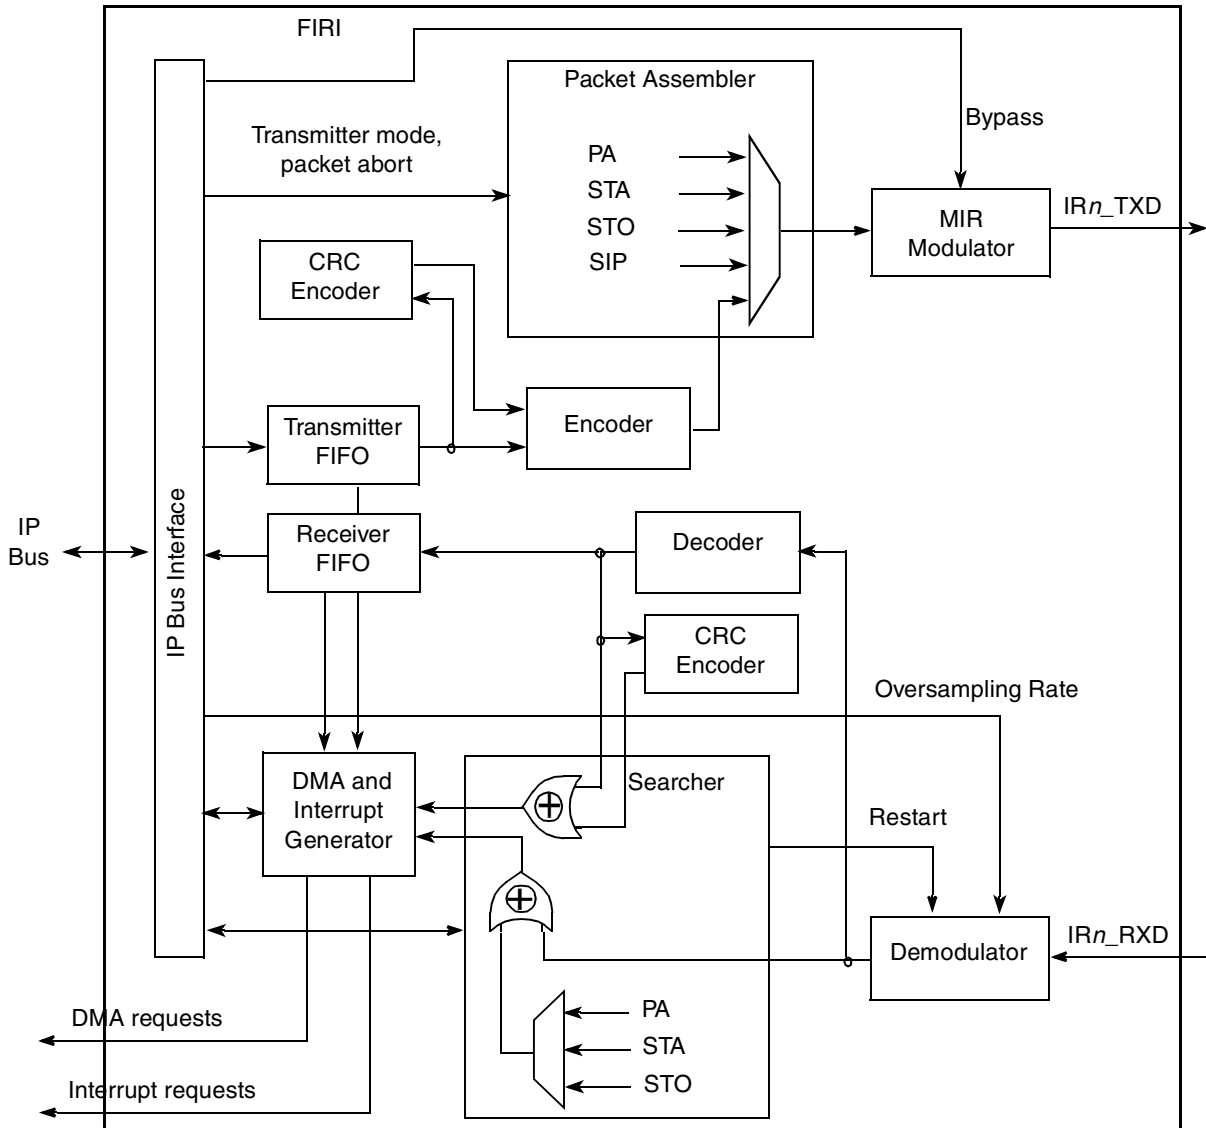 FIRI
Packet Assembler
Bypass
Transmitter mode,
packet abort
PA
STA
STO
SIP
MIR
Modulator
IRn_TXD
CRC
Encoder
Transmitter
FIFO
Encoder
IP
Bus
IP Bus Interface
Receiver
FIFO
Decoder
CRC
Encoder
Oversampling Rate
DMA and
Interrupt
Generator
Searcher
Restart
Demodulator
IRn_RXD
PA
STA
STO
DMA requests
Interrupt requests